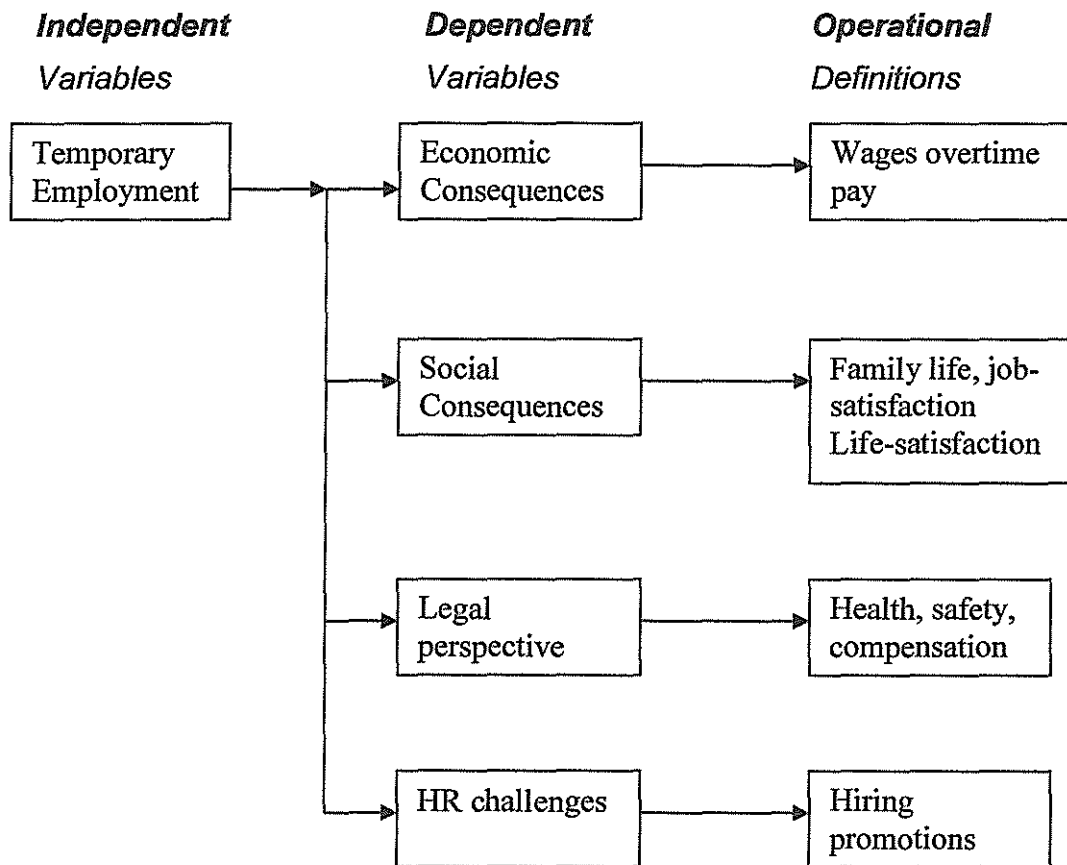 Independent
Variables
Dependent
Variables
Operational
Definitions
Temporary
Employment
Economic
Consequences
Wages overtime
pay
Social
Consequences
Family life, job-
satisfaction
Life-satisfaction
Legal
perspective
Health, safety,
compensation
HR challenges
Hiring
promotions